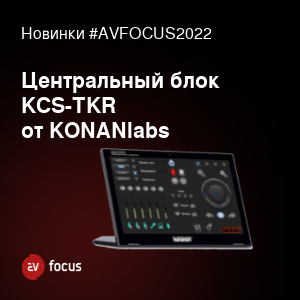 Новинки #AVFOCUS2022
Центральный блок
KCS-TKR
от KONANlabs
AV focus